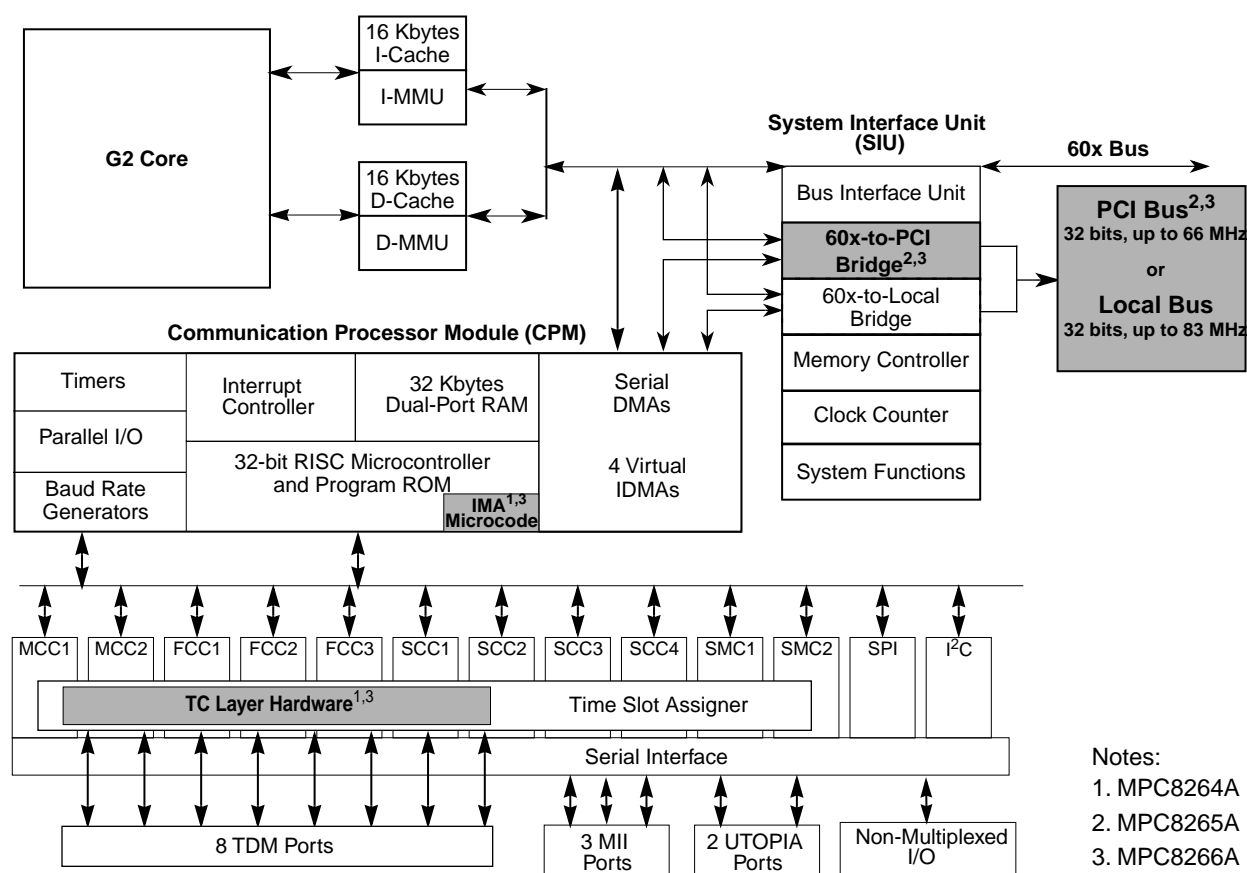 16 Kbytes
I-Cache
I-MMU
G2 Core
16 Kbytes
D-Cache
D-MMU
System Interface Unit
(SIU)
60x Bus
Bus Interface Unit
60x-to-PCI
Bridge2,3
60x-to-Local
Bridge
Memory Controller
Clock Counter
System Functions
PCI Bus2,3
32 bits, up to 66 MHz
or
Local Bus
32 bits, up to 83 MHz
Communication Processor Module (CPM)
Timers
Parallel I/O
Baud Rate
Generators
Interrupt
Controller
32 Kbytes
Dual-Port RAM
32-bit RISC Microcontroller
and Program ROM
IMA1,3
Microcode
Serial
DMAs
4 Virtual
IDMAs
MCC1 MCC2 FCC1 FCC2 FCC3 SCC1 SCC2 SCC3 SCC4 SMC1 SMC2 SPI I2C
TC Layer Hardware1,3
Time Slot Assigner
Serial Interface
8 TDM Ports
3 MII
Ports
2 UTOPIA
Ports
Non-Multiplexed
I/O
Notes:
1. MPC8264A
2. MPC8265A
3. MPC8266A